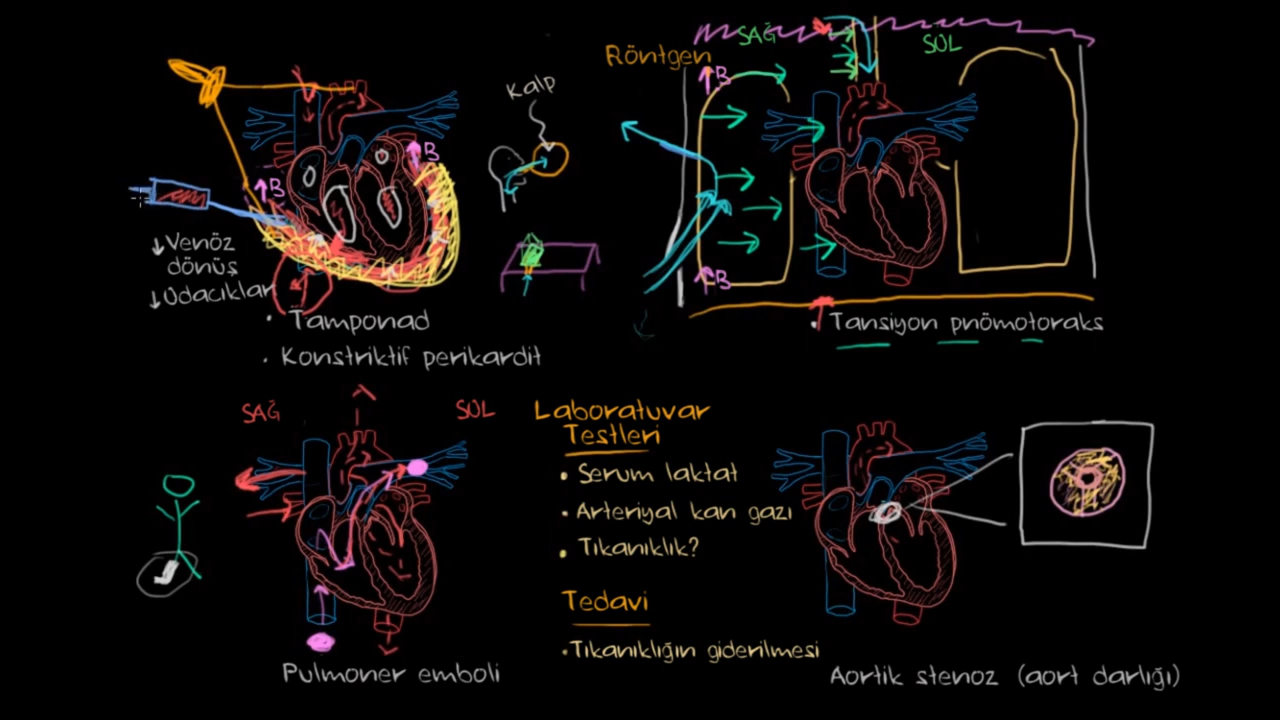 Kalp
B
B
↓ Venöz
dönüş
↓ Odacıklar
• Tamponad
• Konstriktif perikardit
Röntgen
SAĞ
SOL
B
B
• Tansiyon pnömotoraks
SAĞ
SOL
Pulmoner emboli
Laboratuvar
Testleri
• Serum laktat
• Arteriyal kan gazı
• Tıkanıklık?
Tedavi
• Tıkanıklığın giderilmesi
Aortik stenoz (aort darlığı)